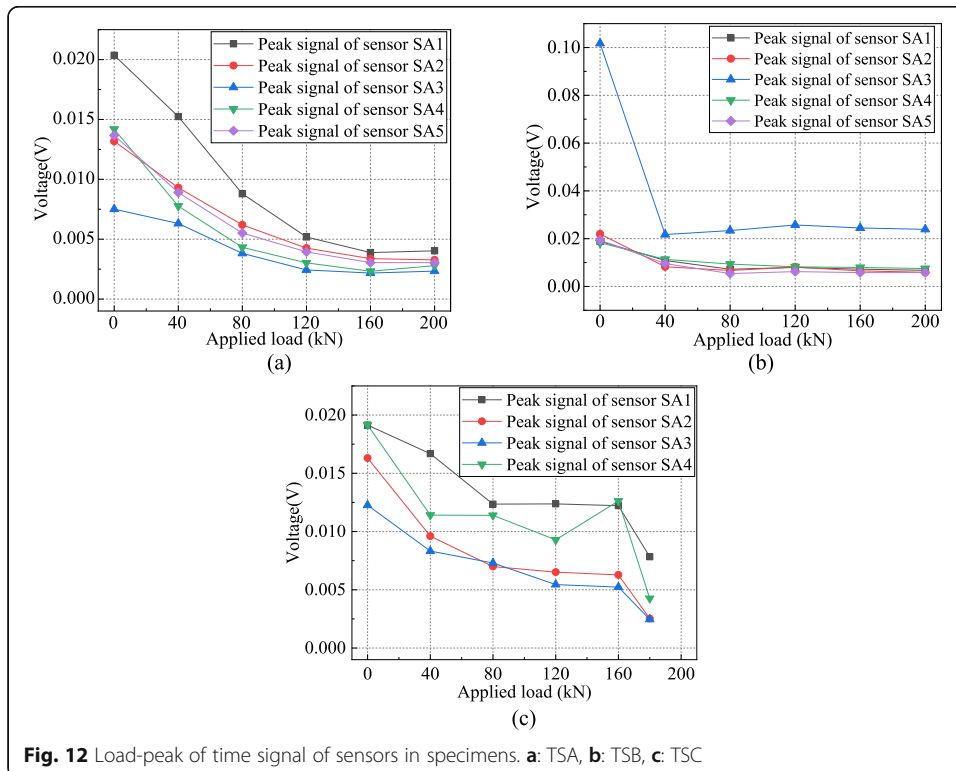 0.020
0.015
0.010
0.005
0.000
Voltage(V)
Peak signal of sensor SA1
Peak signal of sensor SA2
Peak signal of sensor SA3
Peak signal of sensor SA4
Peak signal of sensor SA5
0 40 80 120 160 200
Applied load (kN)
(a)
0.10
0.08
0.06
0.04
0.02
0.00
Voltage(V)
Peak signal of sensor SA1
Peak signal of sensor SA2
Peak signal of sensor SA3
Peak signal of sensor SA4
Peak signal of sensor SA5
0 40 80 120 160 200
Applied load (kN)
(b)
0.020
0.015
0.010
0.005
0.000
Voltage(V)
Peak signal of sensor SA1
Peak signal of sensor SA2
Peak signal of sensor SA3
Peak signal of sensor SA4
0 40 80 120 160 200
Applied load (kN)
(c)
Fig. 12 Load-peak of time signal of sensors in specimens. a: TSA, b: TSB, c: TSC